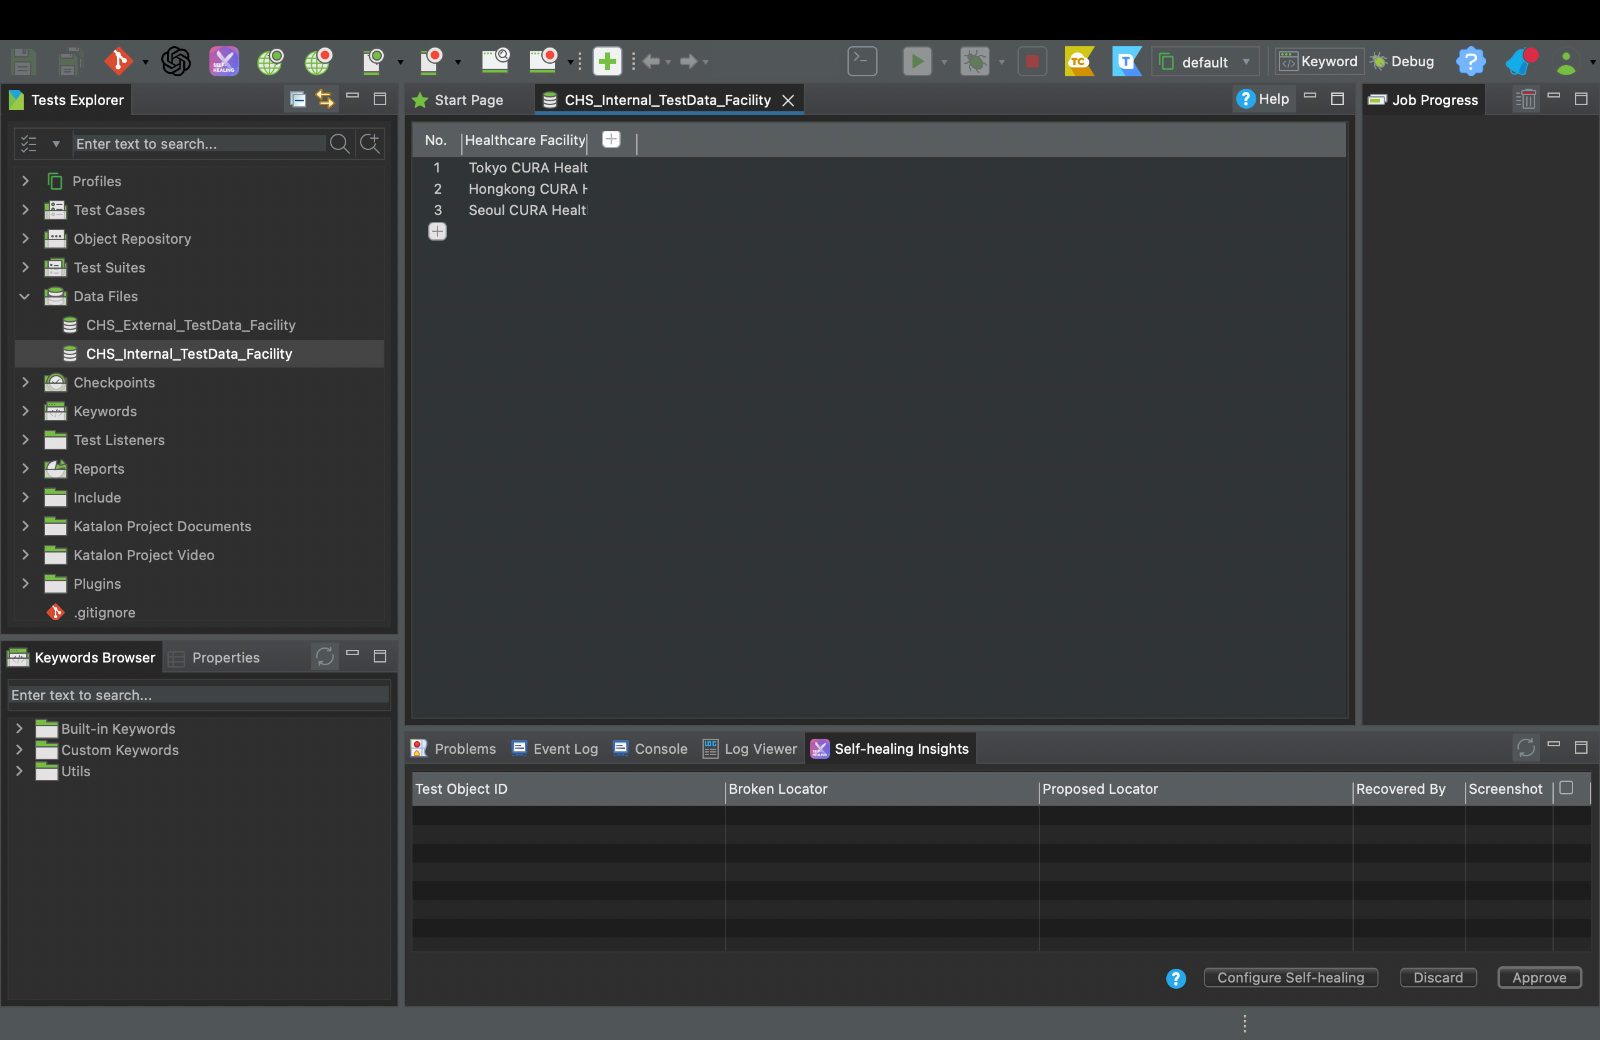 default
Keyword
Debug
Tests Explorer
Enter text to search...
Profiles
Test Cases
Object Repository
Test Suites
Data Files
CHS_External_TestData_Facility
CHS_Internal_TestData_Facility
Checkpoints
Keywords
Test Listeners
Reports
Include
Katalon Project Documents
Katalon Project Video
Plugins
.gitignore
Keywords Browser
Properties
Enter text to search...
Built-in Keywords
Custom Keywords
Utils
Start Page
CHS_Internal_TestData_Facility
Help
No. Healthcare Facility
1 Tokyo CURA Healt
2 Hongkong CURA H
3 Seoul CURA Healt
Job Progress
Problems
Event Log
Console
Log Viewer
Self-healing Insights
Test Object ID
Broken Locator
Proposed Locator
Recovered By
Screenshot
Configure Self-healing
Discard
Approve